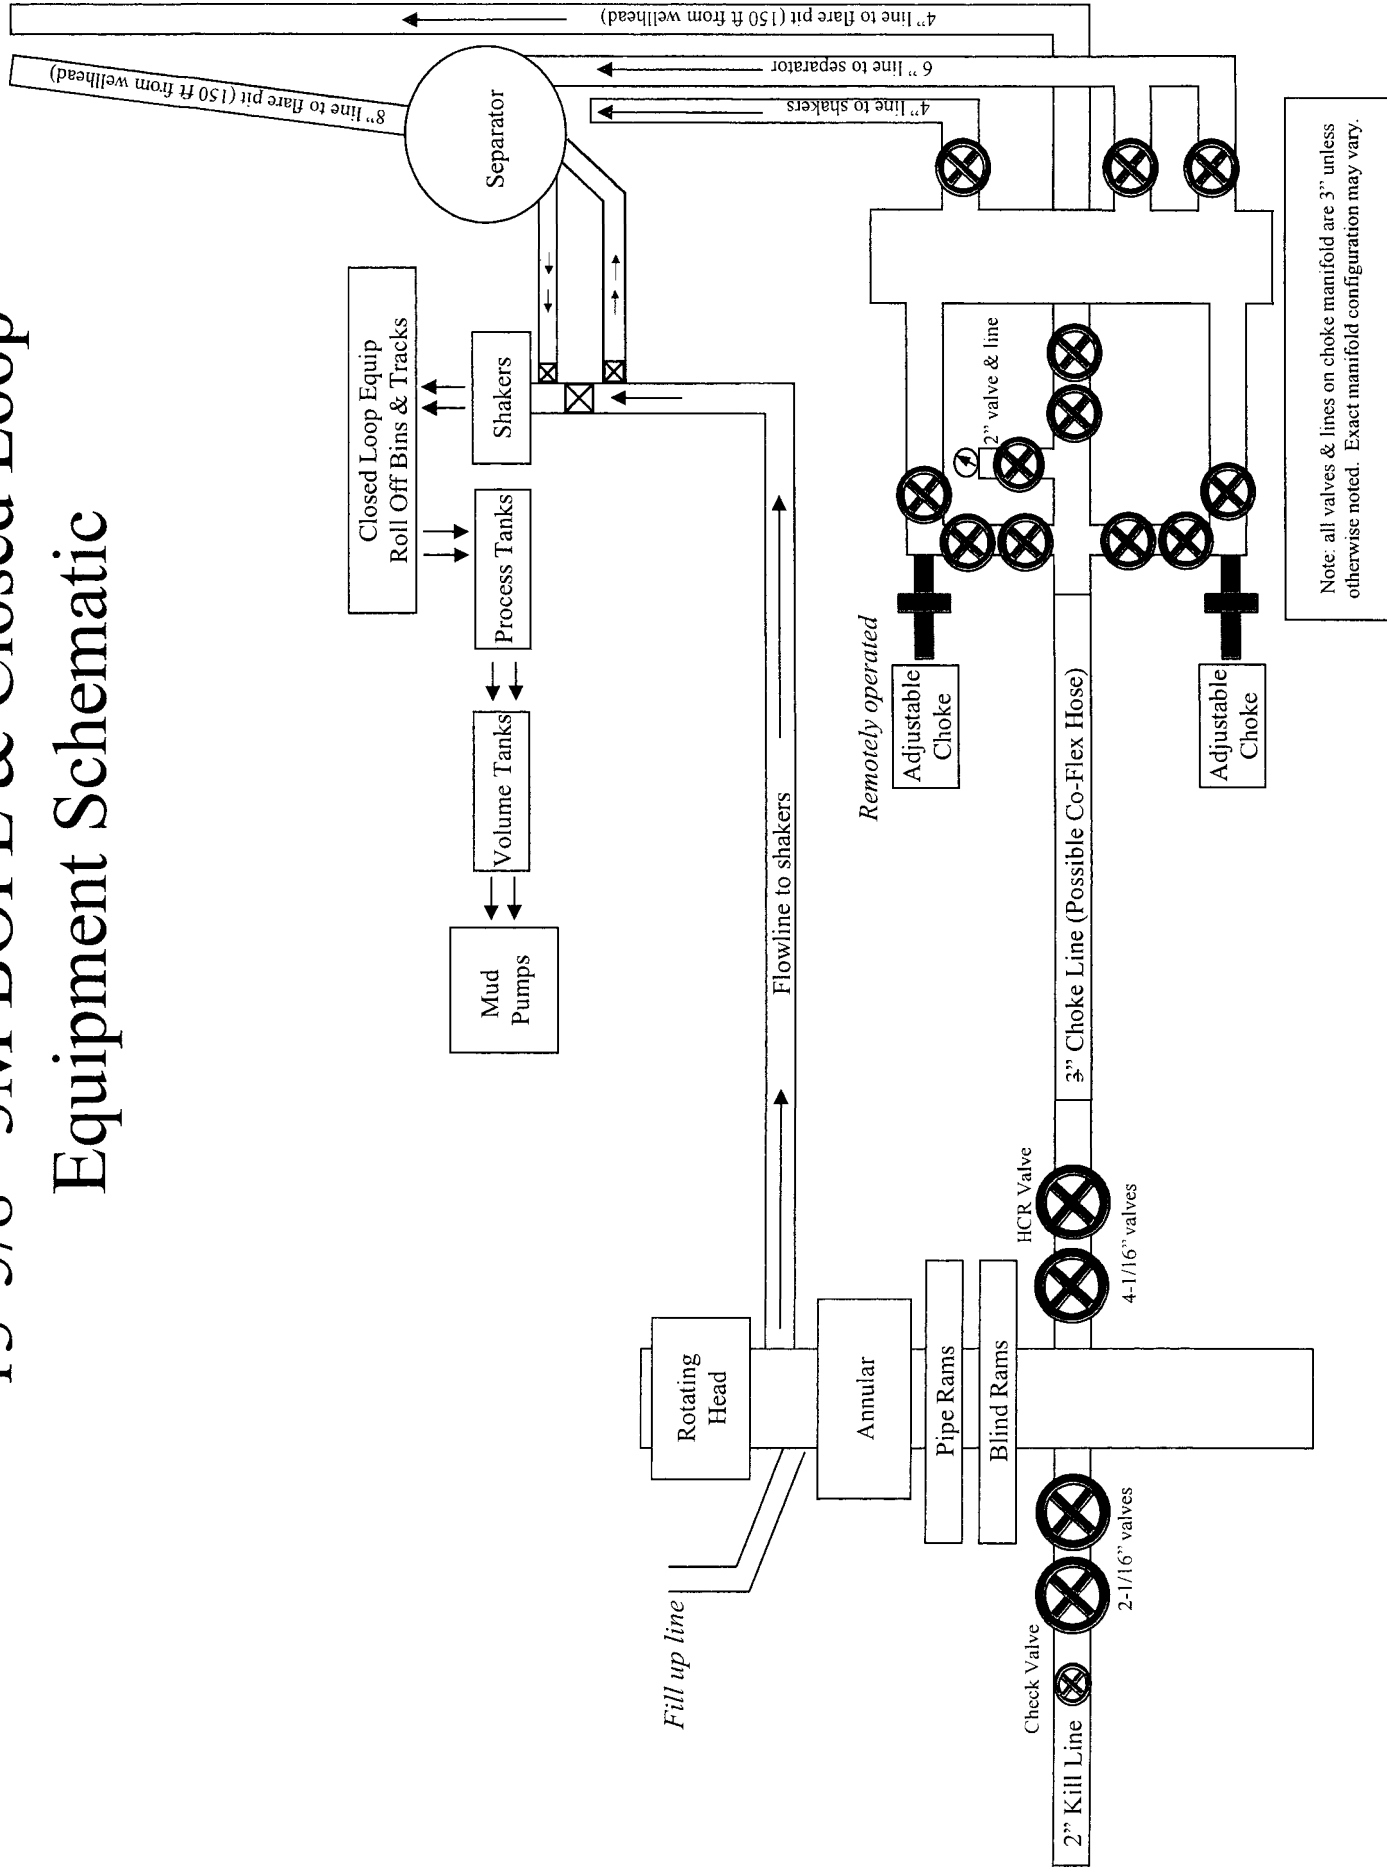 BOPE & Closed Loop
Equipment Schematic
4” line to flare pit (150 ft from wellhead)
8” line to flare pit (150 ft from wellhead)
6” line to separator
4” line to shakers
Separator
Closed Loop Equip
Roll Off Bins & Tracks
Shakers
Process Tanks
Volume Tanks
Mud
Pumps
Flowline to shakers
Fill up line
Rotating
Head
Annular
Pipe Rams
Blind Rams
Remotely operated
Adjustable
Choke
2” valve & line
Check Valve
HCR Valve
2” Kill Line
3” Choke Line (Possible Co-Flex Hose)
2-1/16” valves
4-1/16” valves
Adjustable
Choke
Note: all valves & lines on choke manifold are 3” unless
otherwise noted. Exact manifold configuration may vary.